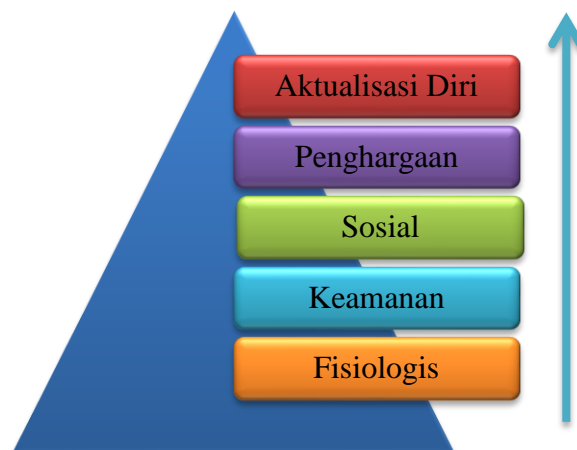 Aktualisasi Diri
Penghargaan
Sosial
Keamanan
Fisiologis